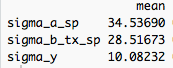 mean
sigma_a_sp 34.53690
sigma_b_tx_sp 28.51673
sigma_y 10.08232